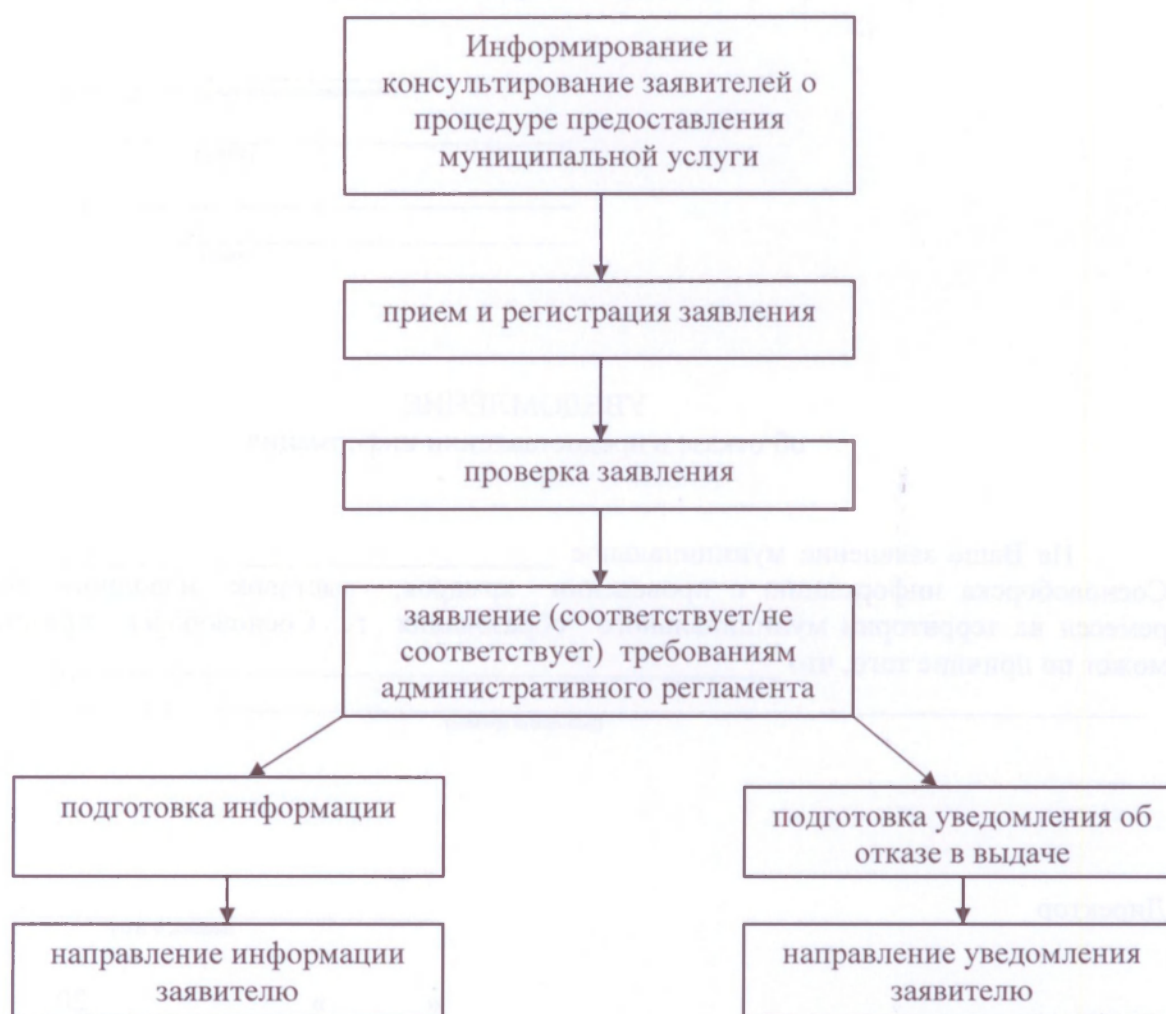 Информирование и
консультирование заявителей о
процедуре предоставления
муниципальной услуги
прием и регистрация заявления
проверка заявления
заявление (соответствует/не
соответствует) требованиям
административного регламента
подготовка информации
подготовка уведомления об
отказе в выдаче
направление информации
заявителю
направление уведомления
заявителю